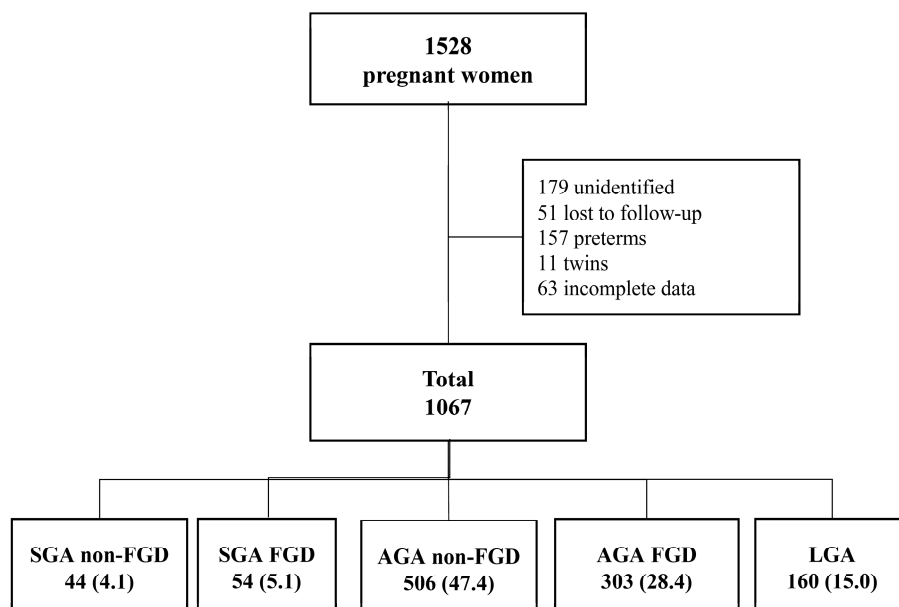 1528
pregnant women
179 unidentified
51 lost to follow-up
157 preterms
11 twins
63 incomplete data
Total
1067
SGA non-FGD
44 (4.1)
SGA FGD
54 (5.1)
AGA non-FGD
506 (47.4)
AGA FGD
303 (28.4)
LGA
160 (15.0)